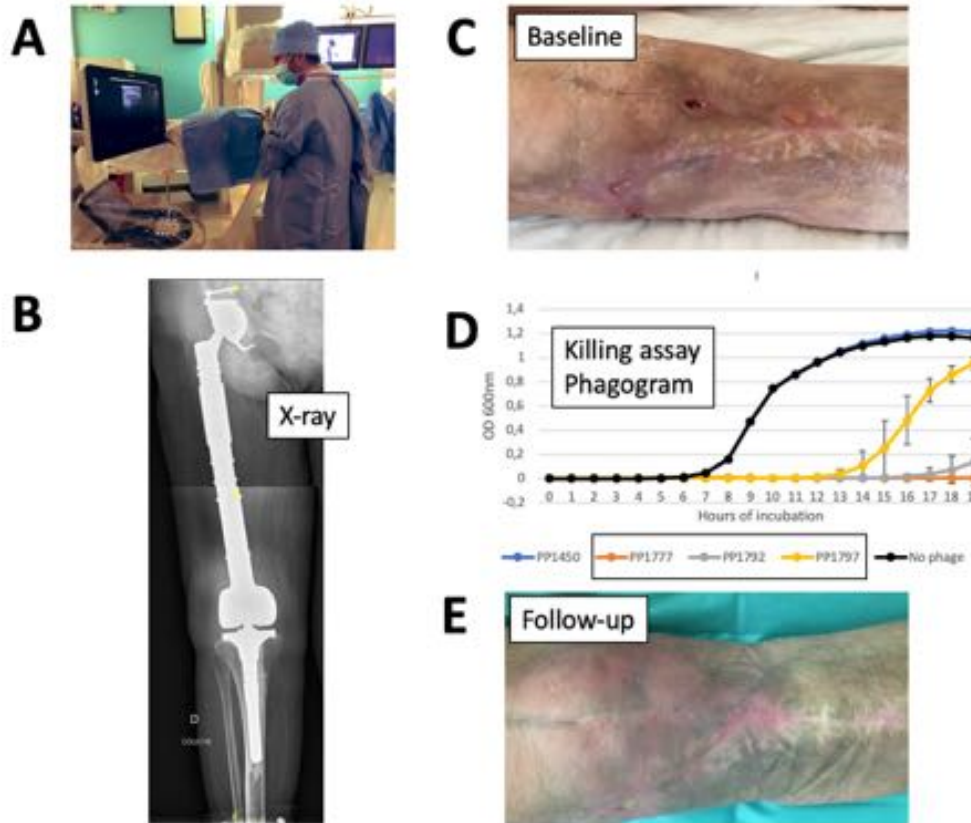 A
C
Baseline
B
X-ray
D
D
Killing assay
Phagogram
OD 600nm
1,4
1,2
1
0,8
0,6
0,4
0,2
0
-0,2
0 1 2 3 4 5 6 7 8 9 10 11 12 13 14 15 16 17 18
Hours of incubation
PP1450 PP1777 PP1792 PP1797 No phage
E
Follow-up